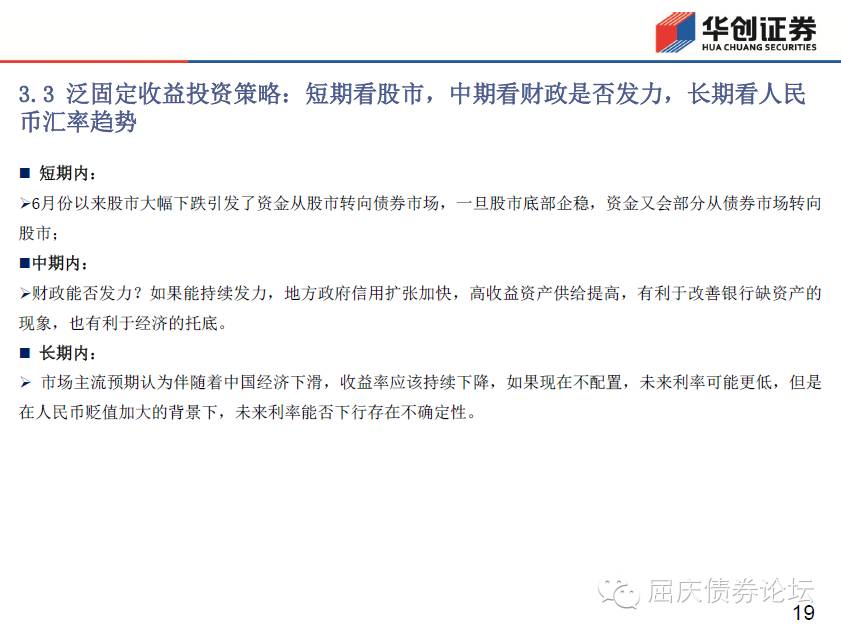 华创证券
HUA CHUANG SECURITIES
3.3 泛固定收益投资策略：短期看股市，中期看财政是否发力，长期看人民
币汇率趋势
■ 短期内：
➢6月份以来股市大幅下跌引发了资金从股市转向债券市场，一旦股市底部企稳，资金又会部分从债券市场转向
股市；
■中期内：
➢财政能否发力？如果能持续发力，地方政府信用扩张加快，高收益资产供给提高，有利于改善银行缺资产的
现象，也有利于经济的托底。
■ 长期内：
➢ 市场主流预期认为伴随着中国经济下滑，收益率应该持续下降，如果现在不配置，未来利率可能更低，但是
在人民币贬值加大的背景下，未来利率能否下行存在不确定性。
屈庆债券论坛
19